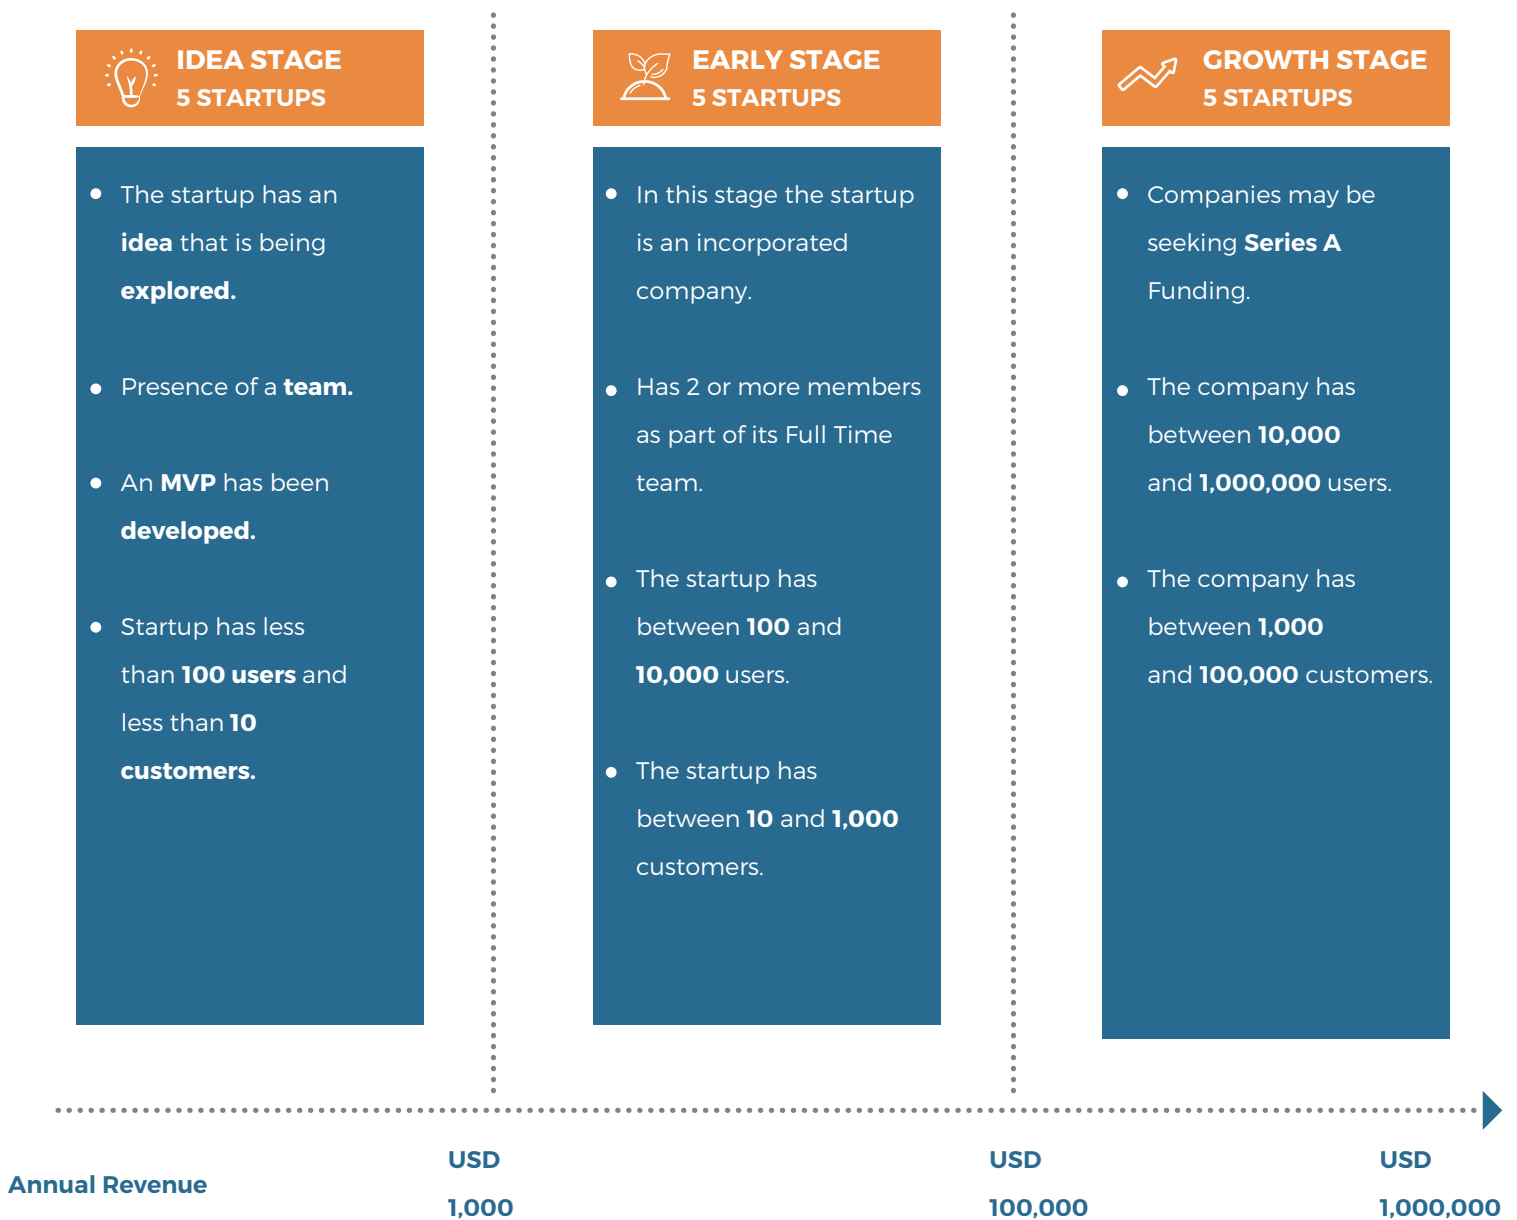 IDEA STAGE
5 STARTUPS
The startup has an
idea that is being
explored.
Presence of a team.
An MVP has been
developed.
Startup has less
than 100 users and
less than 10
customers.
EARLY STAGE
5 STARTUPS
In this stage the startup
is an incorporated
company.
Has 2 or more members
as part of its Full Time
team.
The startup has
between 100 and
10,000 users.
The startup has
between 10 and 1,000
customers.
GROWTH STAGE
5 STARTUPS
Companies may be
seeking Series A
Funding.
The company has
between 10,000
and 1,000,000 users.
The company has
between 1,000
and 100,000 customers.
Annual Revenue
USD
1,000
USD
100,000
USD
1,000,000